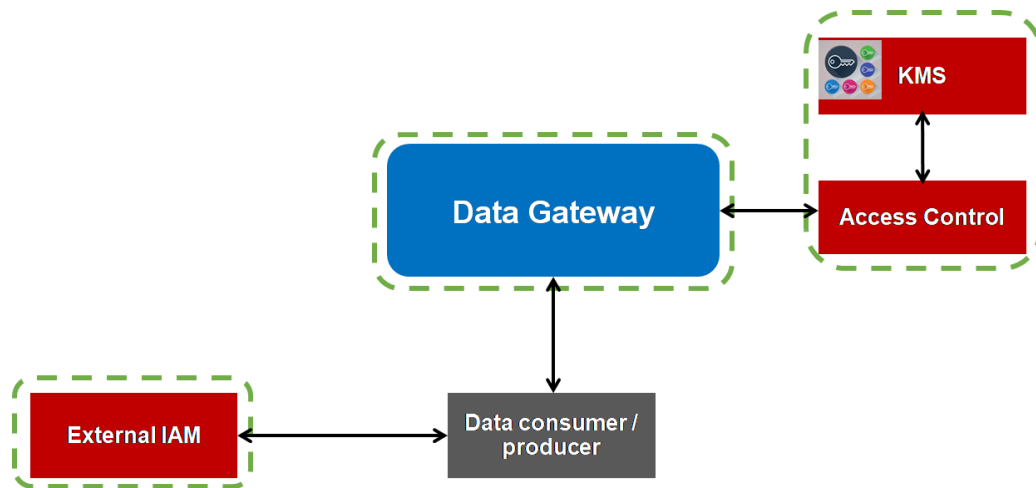 KMS
Data Gateway
Access Control
External IAM
Data consumer /
producer